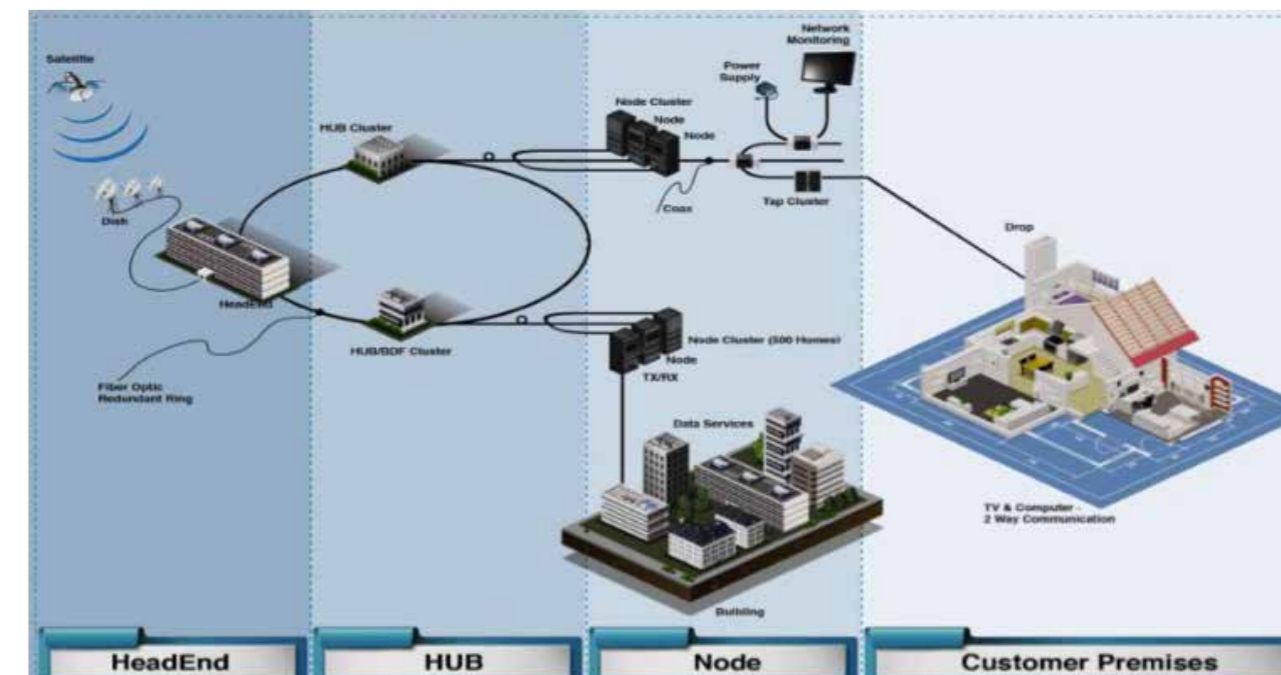 Satellite
Dish
HeadEnd
Fiber Optic
Redundant Ring
HUB Cluster
HUB/BDF Cluster
Node Cluster
Node
Node
Coax
Power
Supply
Network
Monitoring
Tap Cluster
Node Cluster (500 Homes)
Node
TX/RX
Data Services
Building
Drop
TV & Computer -
2 Way Communication
HeadEnd
HUB
Node
Customer Premises